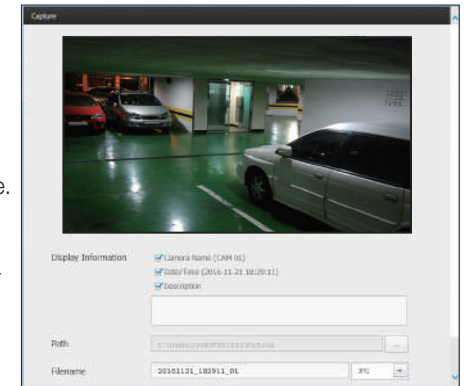 Capture
e.
Display Information
Camera Name (CAM 01)
Date/Time (2016-11-21 18:29:11)
Description
Path
...
Filename
20161121_182911_01